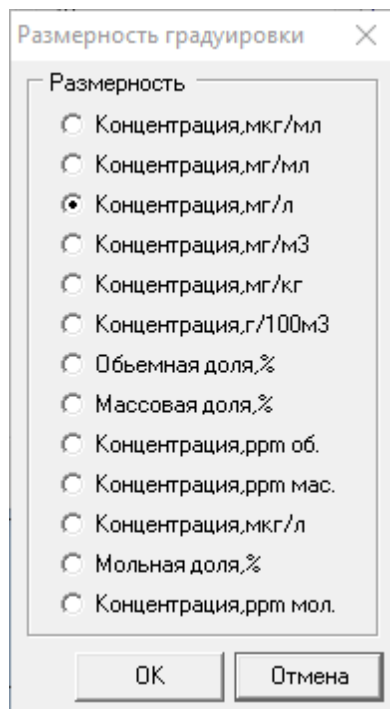 Размерность градуировки
Размерность
Концентрация,мкг/мл
Концентрация,мг/мл
Концентрация,мг/л
Концентрация,мг/м3
Концентрация,мг/кг
Концентрация,г/100м3
Обьемная доля,%
Массовая доля,%
Концентрация,ppm об.
Концентрация,ppm мас.
Концентрация,мкг/л
Мольная доля,%
Концентрация,ppm мол.
OK
Отмена